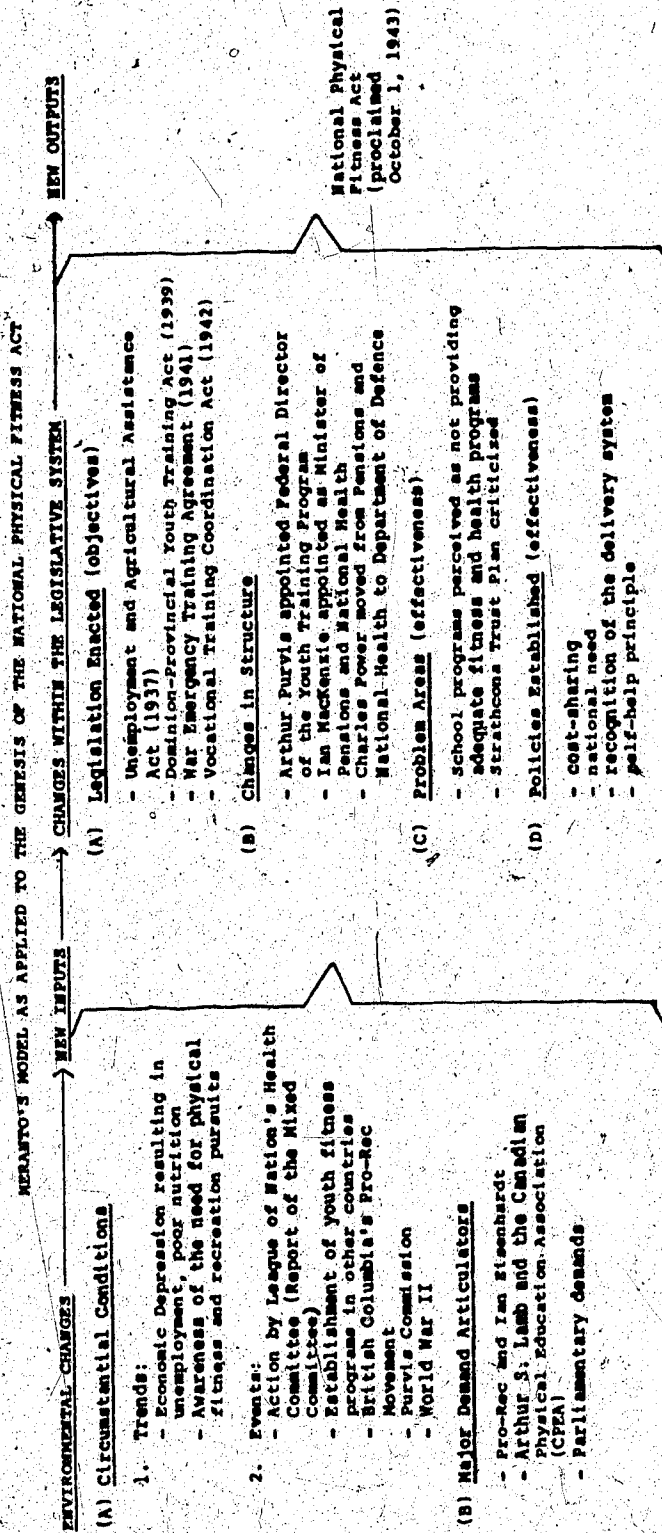 MERANTO'S MODEL AS APPLIED TO THE GENESIS OF THE NATIONAL PHYSICAL FITNESS ACT
ENVIRONMENTAL CHANGES → NEW INPUTS → CHANGES WITHIN THE LEGISLATIVE SYSTEM → NEW OUTPUTS
(A) Circumstantial Conditions
1. Trends:
- Economic Depression resulting in
unemployment, poor nutrition
- Awareness of the need for physical
fitness and recreation pursuits
2. Events:
- Action by League of Nation's Health
Committee (Report of the Mixed
Committee)
- Establishment of youth fitness
programs in other countries
- British Columbia's Pro-Rec
Movement
- Purvis Commission
- World War II
(B) Major Demand Articulators
- Pro-Rec and Ian Eisenhardt
- Arthur S. Lamb and the Canadian
Physical Education Association
(CPEA)
- Parliamentary demands
(A) Legislation Enacted (objectives)
- Unemployment and Agricultural Assistance
Act (1937)
- Dominion-Provincial Youth Training Act (1939)
- War Emergency Training Agreement (1941)
- Vocational Training Coordination Act (1942)
(B) Changes in Structure
- Arthur Purvis appointed Federal Director
of the Youth Training Program
- Ian MacKenzie appointed as Minister of
Pensions and National Health
- Charles Power moved from Pensions and
National Health to Department of Defence
(C) Problem Areas (effectiveness)
- School programs perceived as not providing
adequate fitness and health programs
- Strathcona Trust Plan criticized
(D) Policies Established (effectiveness)
- cost-sharing
- national need
- recognition of the delivery system
- self-help principle
National Physical
Fitness Act
(proclaimed
October 1, 1943)